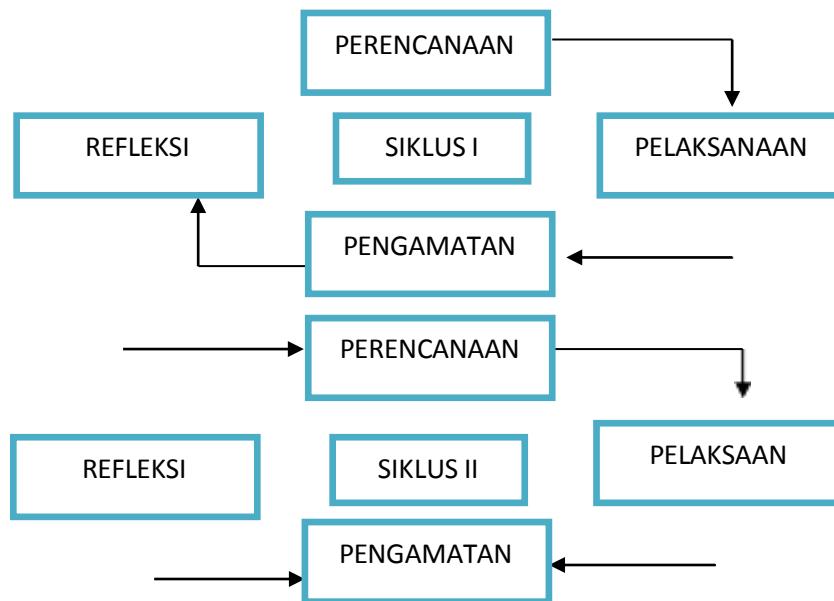 PERENCANAAN
REFLEKSI
SIKLUS I
PELAKSANAAN
PENGAMATAN
PERENCANAAN
REFLEKSI
SIKLUS II
PELAKSAAN
PENGAMATAN